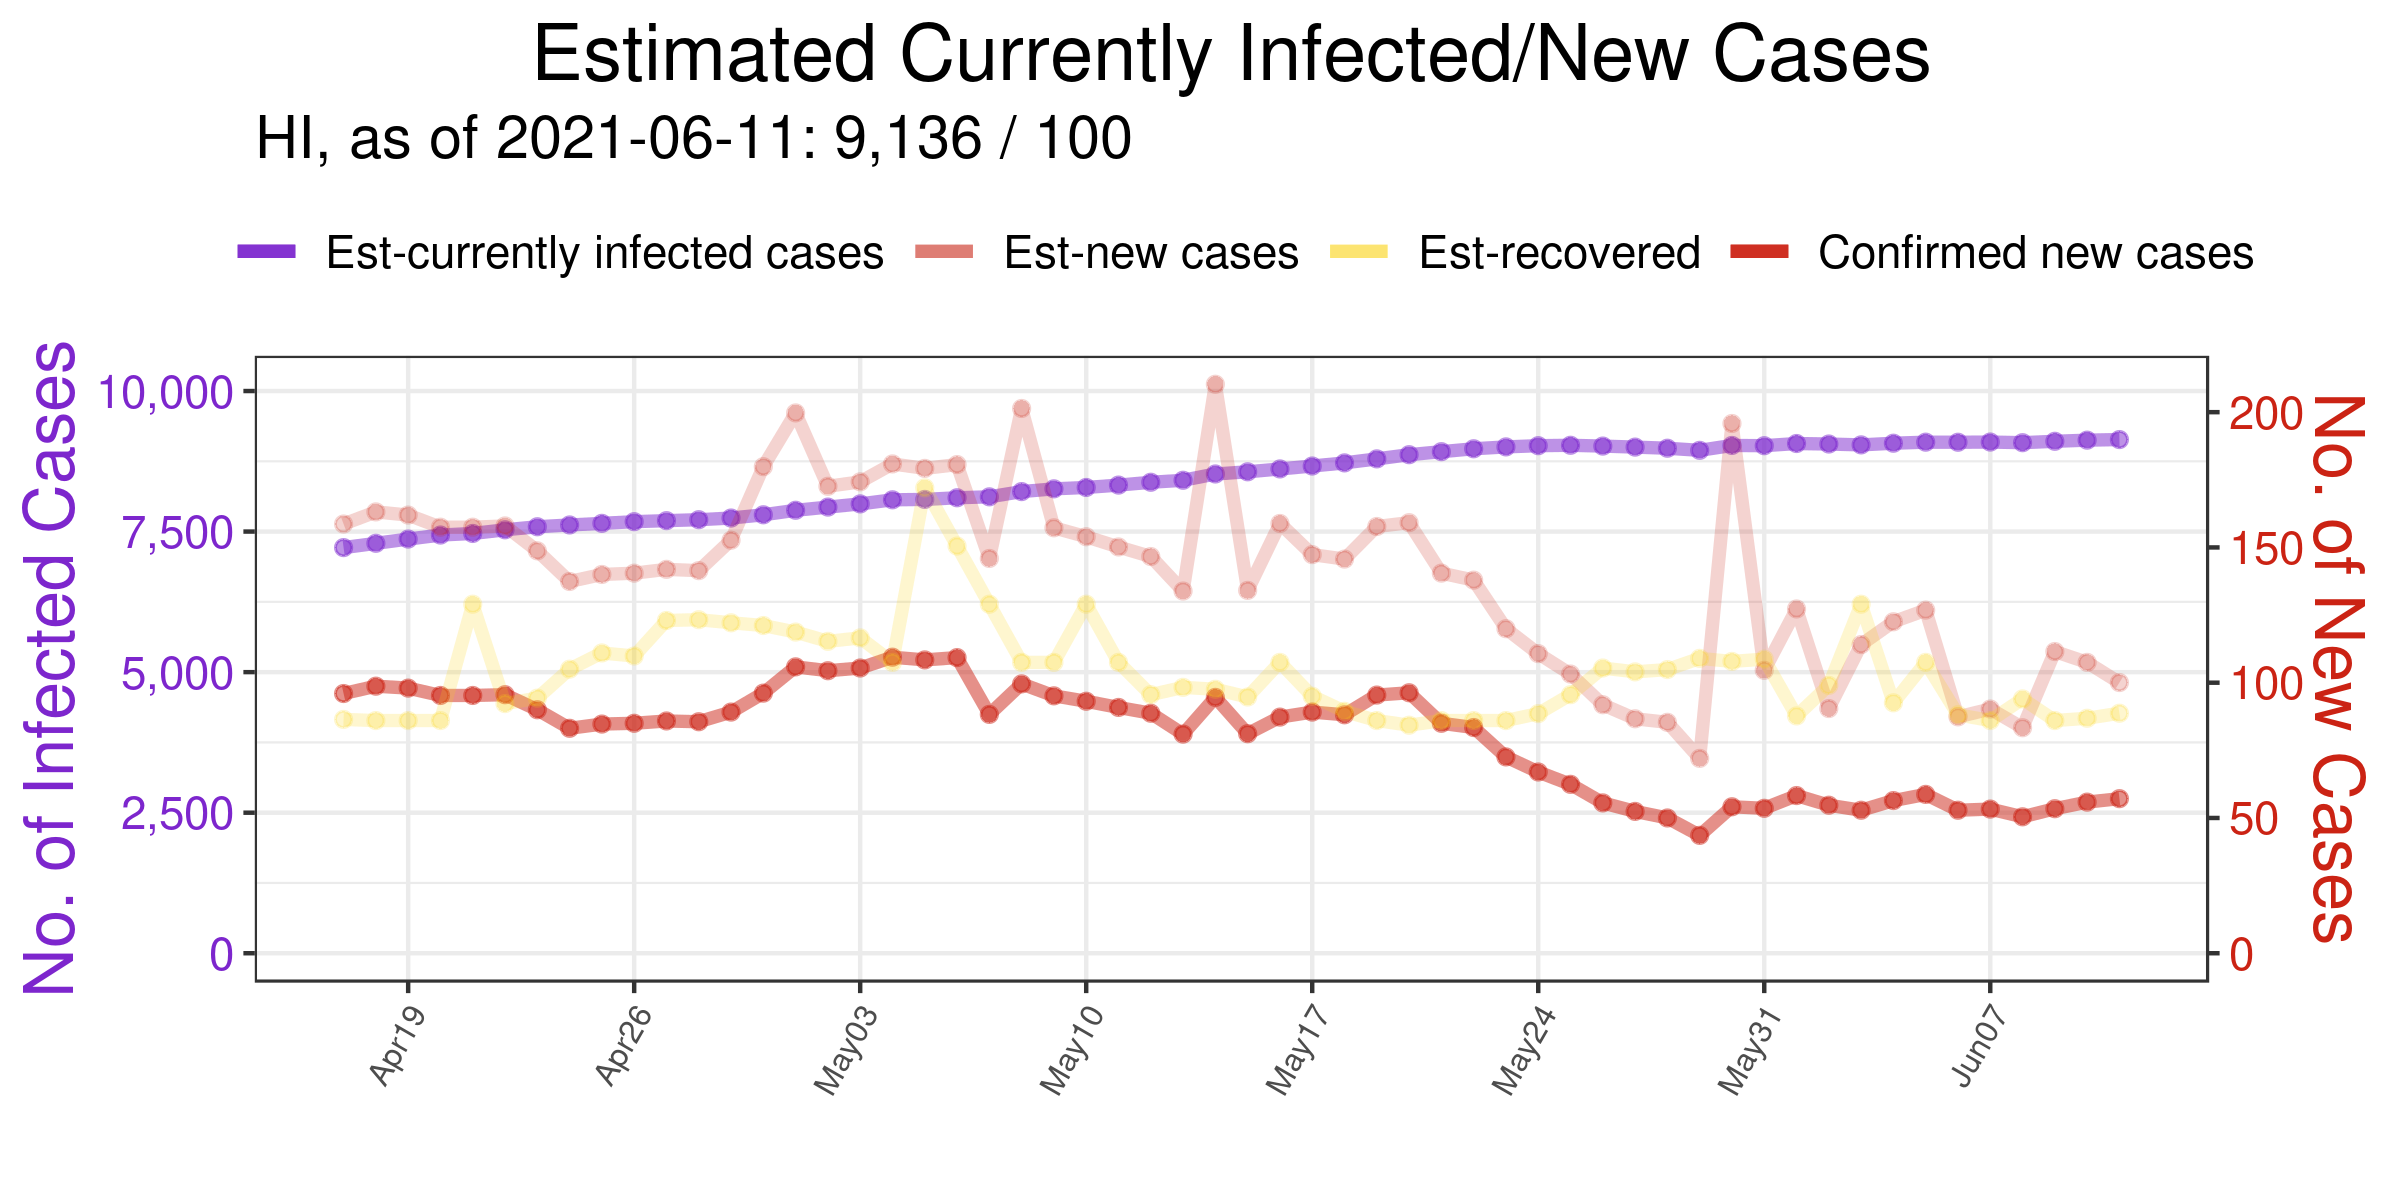 Estimated Currently Infected/New Cases
HI, as of 2021-06-11: 9,136 / 100
Est-currently infected cases Est-new cases Est-recovered Confirmed new cases
No. of Infected Cases
10,000
7,500
5,000
2,500
0
200
150
100
50
0
No. of New Cases
Apr19 Apr26 May03 May10 May17 May24 May31 Jun07